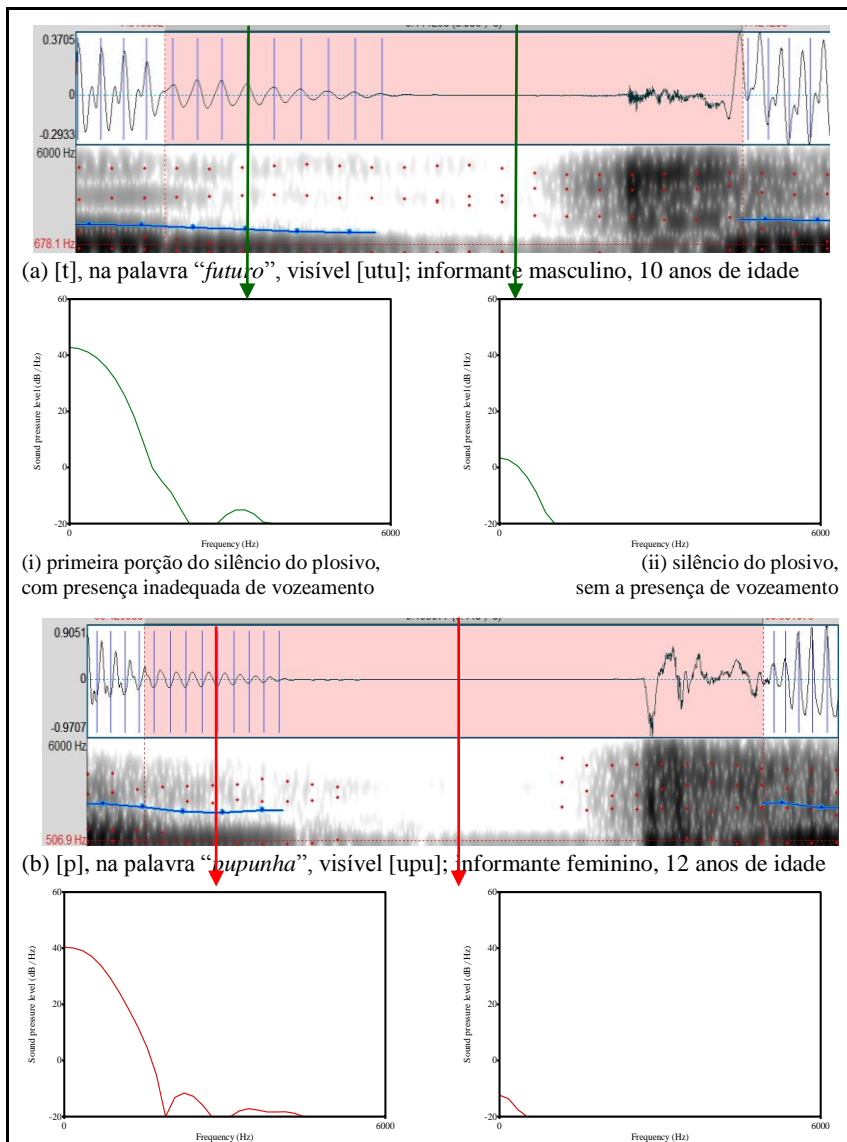 0.3705
0
-0.2933
6000 Hz
678.1 Hz
(a) [t], na palavra “futuro”, visível [utu]; informante masculino, 10 anos de idade
60
40
20
0
-20
Sound pressure level (dB / Hz)
0
6000
Frequency (Hz)
60
40
20
0
-20
Sound pressure level (dB / Hz)
0
6000
Frequency (Hz)
(i) primeira porção do silêncio do plosivo,
com presença inadequada de vozeamento
(ii) silêncio do plosivo,
sem a presença de vozeamento
0.9051
0
-0.9707
6000 Hz
506.9 Hz
(b) [p], na palavra “pupunha”, visível [upu]; informante feminino, 12 anos de idade
60
40
20
0
-20
Sound pressure level (dB / Hz)
0
6000
Frequency (Hz)
60
40
20
0
-20
Sound pressure level (dB / Hz)
0
6000
Frequency (Hz)